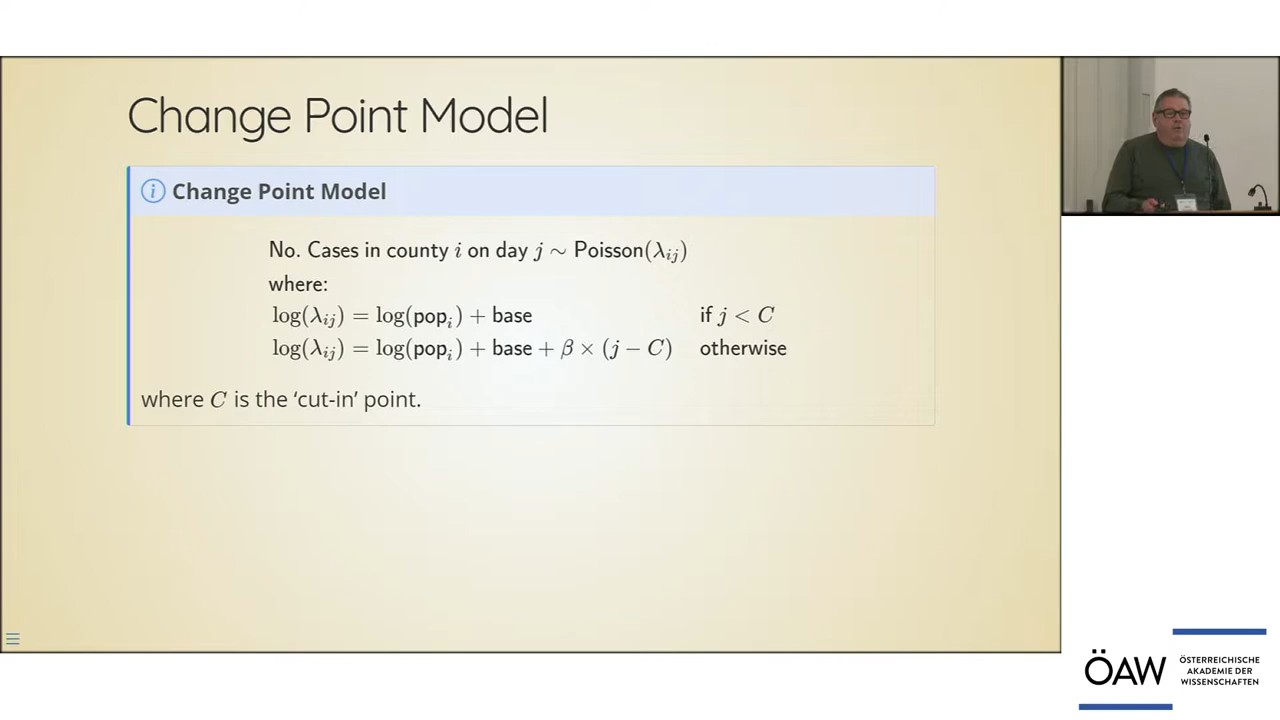 Change Point Model
Change Point Model
No. Cases in county i on day j ∼ Poisson(λᵢⱼ)
where:
log(λᵢⱼ) = log(popᵢ) + base if j < C
log(λᵢⱼ) = log(popᵢ) + base + β × (j − C) otherwise
where C is the ‘cut-in’ point.
ÖAW
ÖSTERREICHISCHE
AKADEMIE DER
WISSENSCHAFTEN